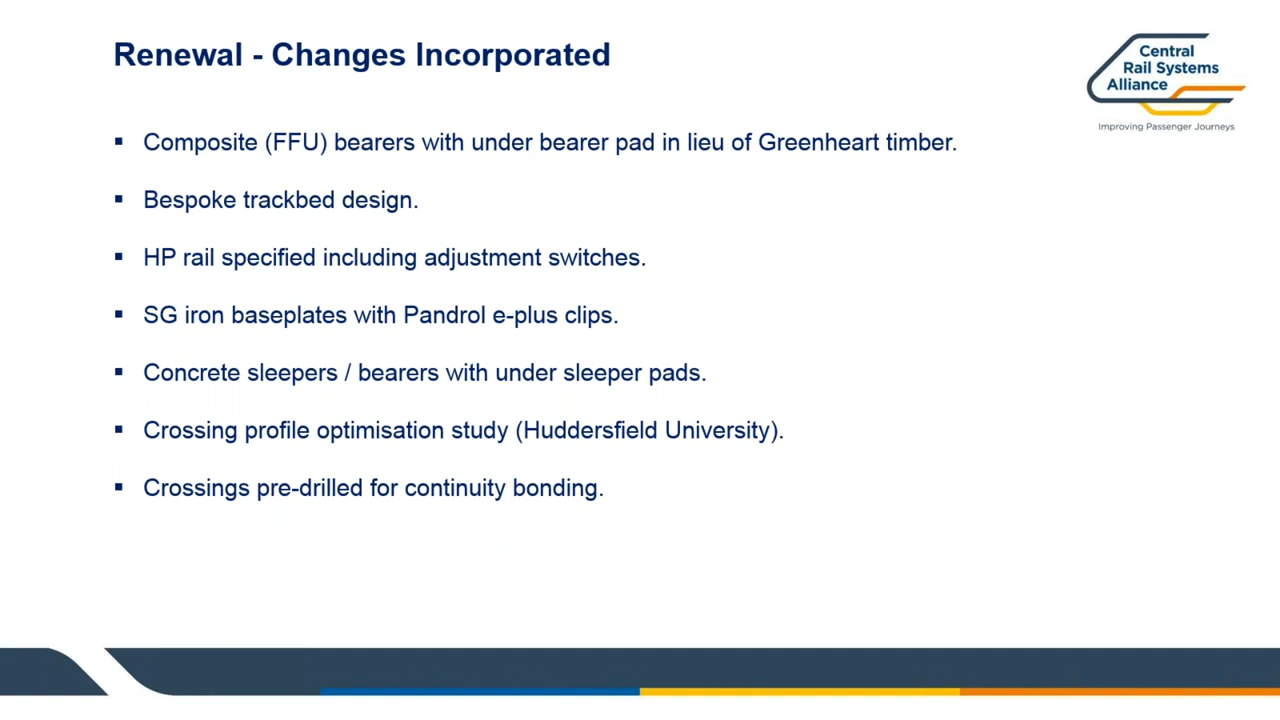 Renewal - Changes Incorporated
Central
Rail Systems
Alliance
Improving Passenger Journeys
▪ Composite (FFU) bearers with under bearer pad in lieu of Greenheart timber.
▪ Bespoke trackbed design.
▪ HP rail specified including adjustment switches.
▪ SG iron baseplates with Pandrol e-plus clips.
▪ Concrete sleepers / bearers with under sleeper pads.
▪ Crossing profile optimisation study (Huddersfield University).
▪ Crossings pre-drilled for continuity bonding.